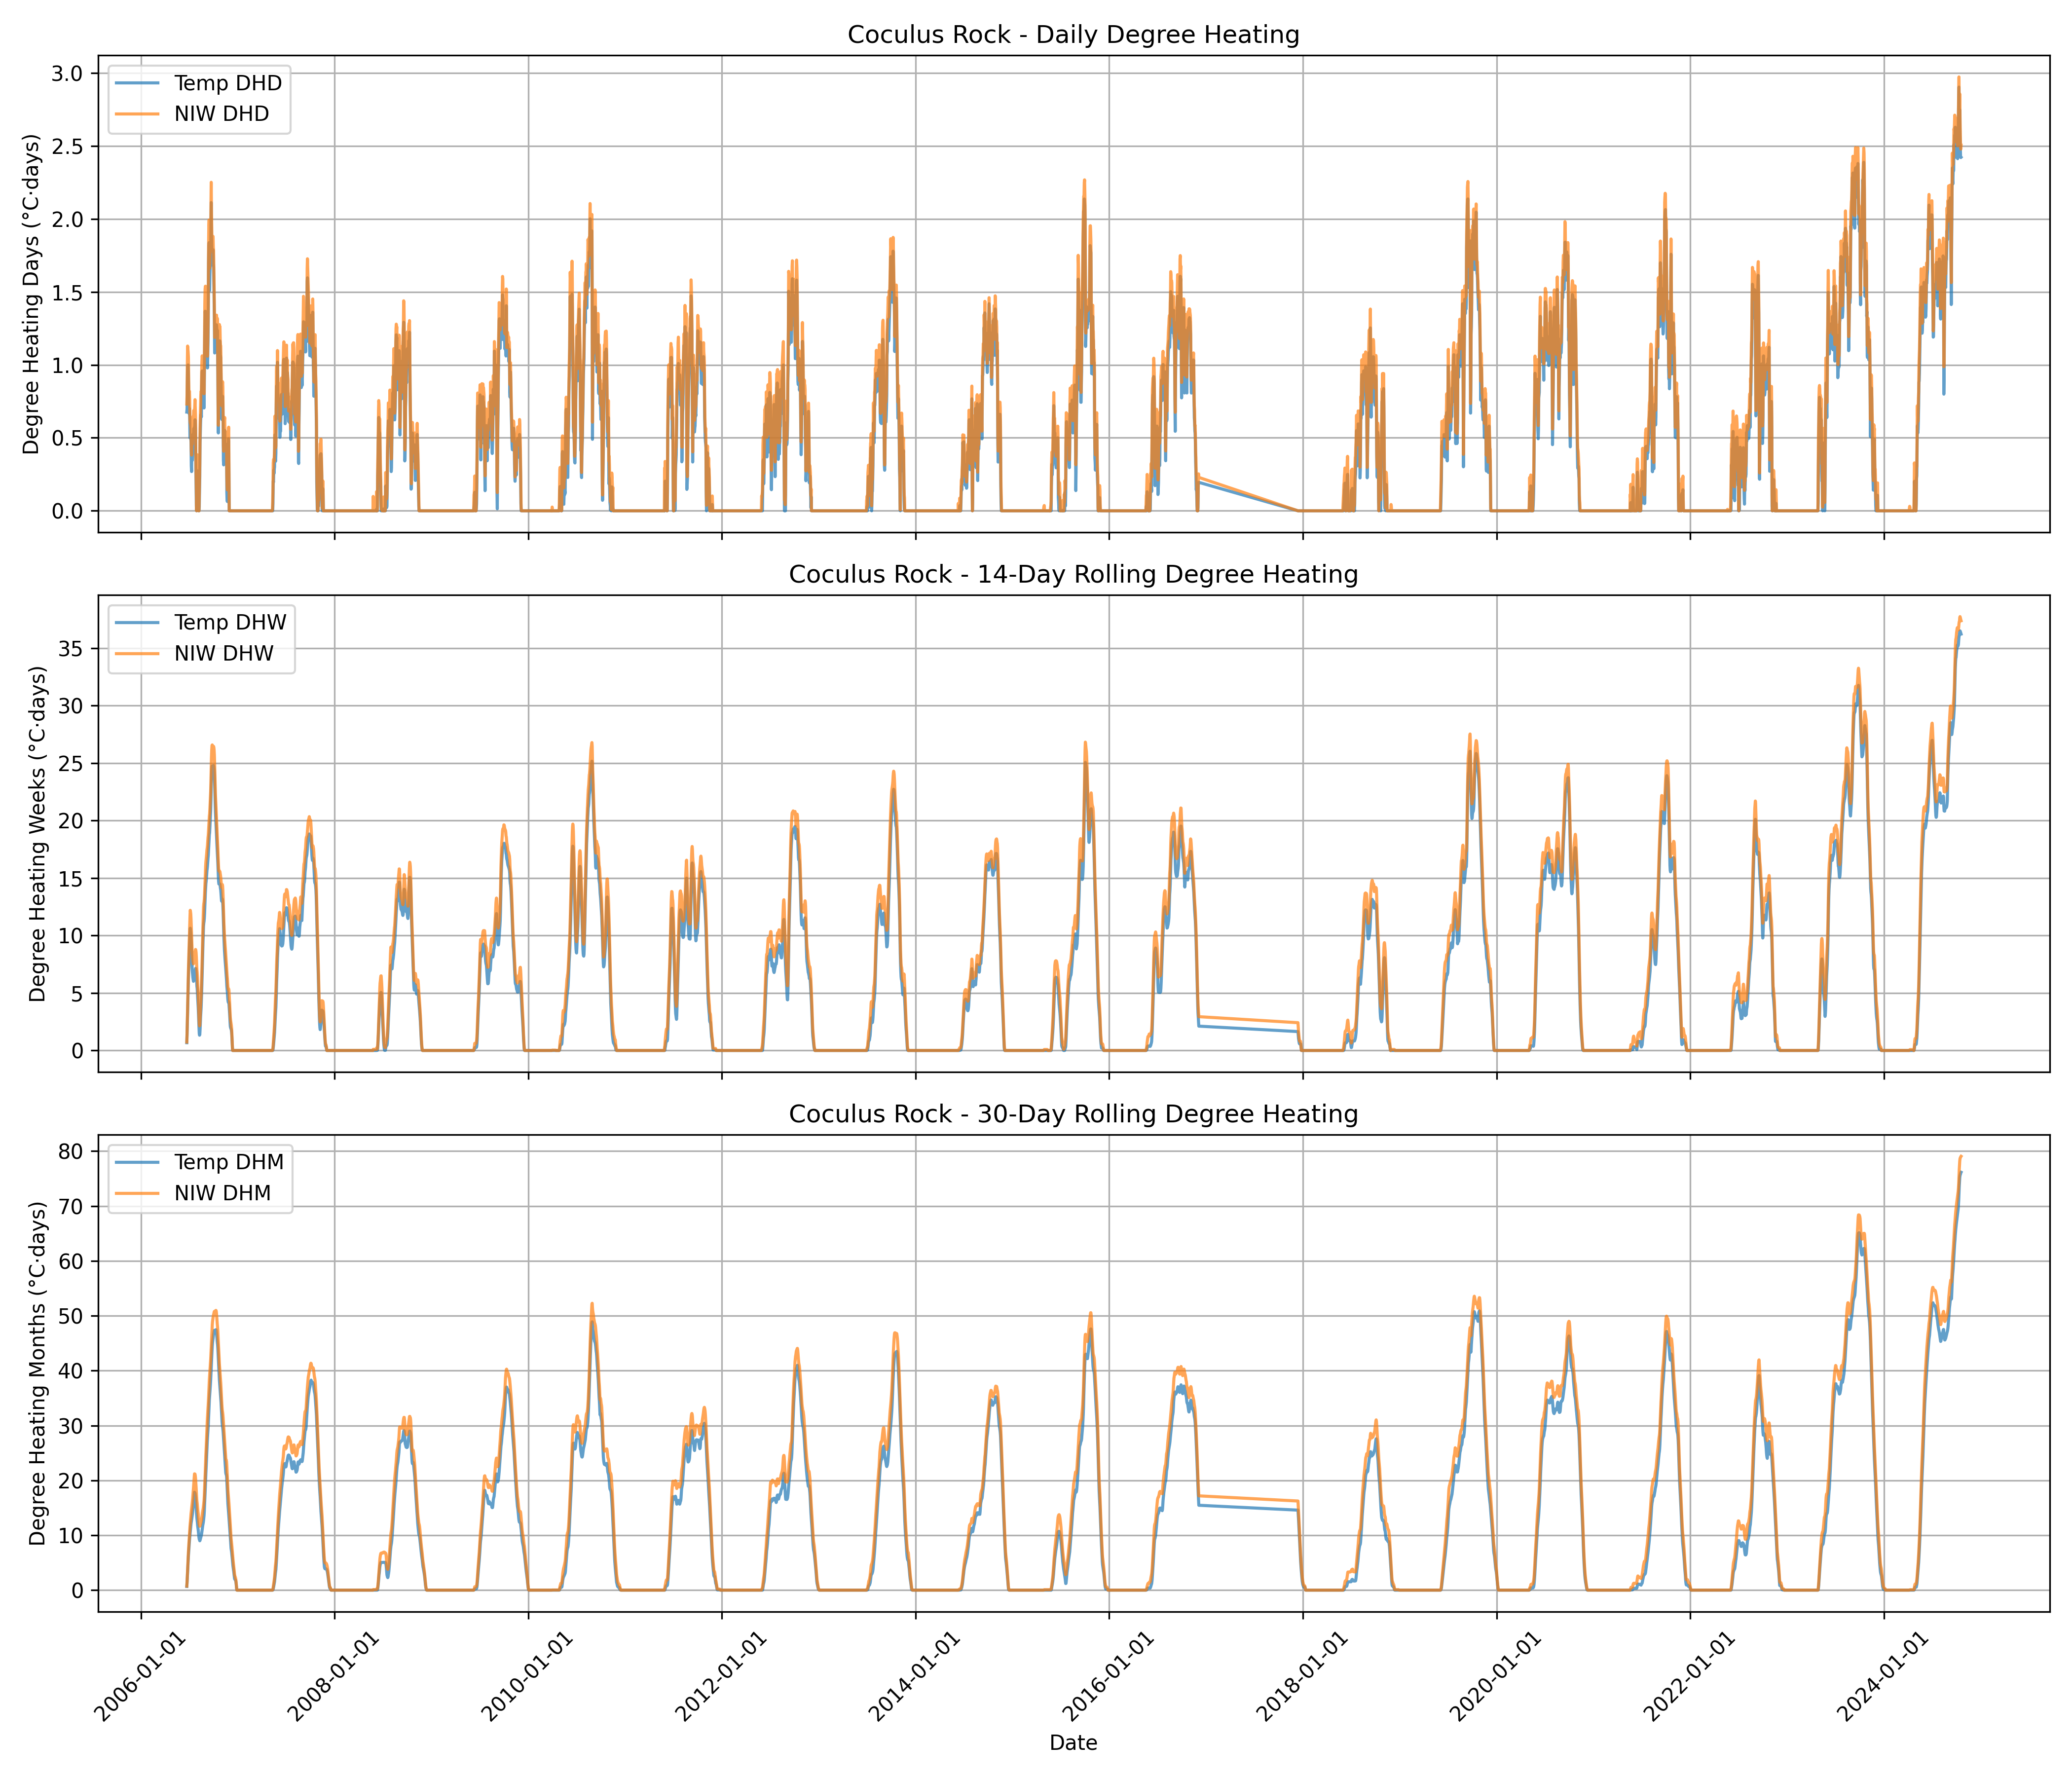 Coculus Rock - Daily Degree Heating
Degree Heating Days (°C·days)
3.0
2.5
2.0
1.5
1.0
0.5
0.0
Temp DHD
NIW DHD
Coculus Rock - 14-Day Rolling Degree Heating
Degree Heating Weeks (°C·days)
35
30
25
20
15
10
5
0
Temp DHW
NIW DHW
Coculus Rock - 30-Day Rolling Degree Heating
Degree Heating Months (°C·days)
80
70
60
50
40
30
20
10
0
Temp DHM
NIW DHM
2006-01-01
2008-01-01
2010-01-01
2012-01-01
2014-01-01
2016-01-01
2018-01-01
2020-01-01
2022-01-01
2024-01-01
Date